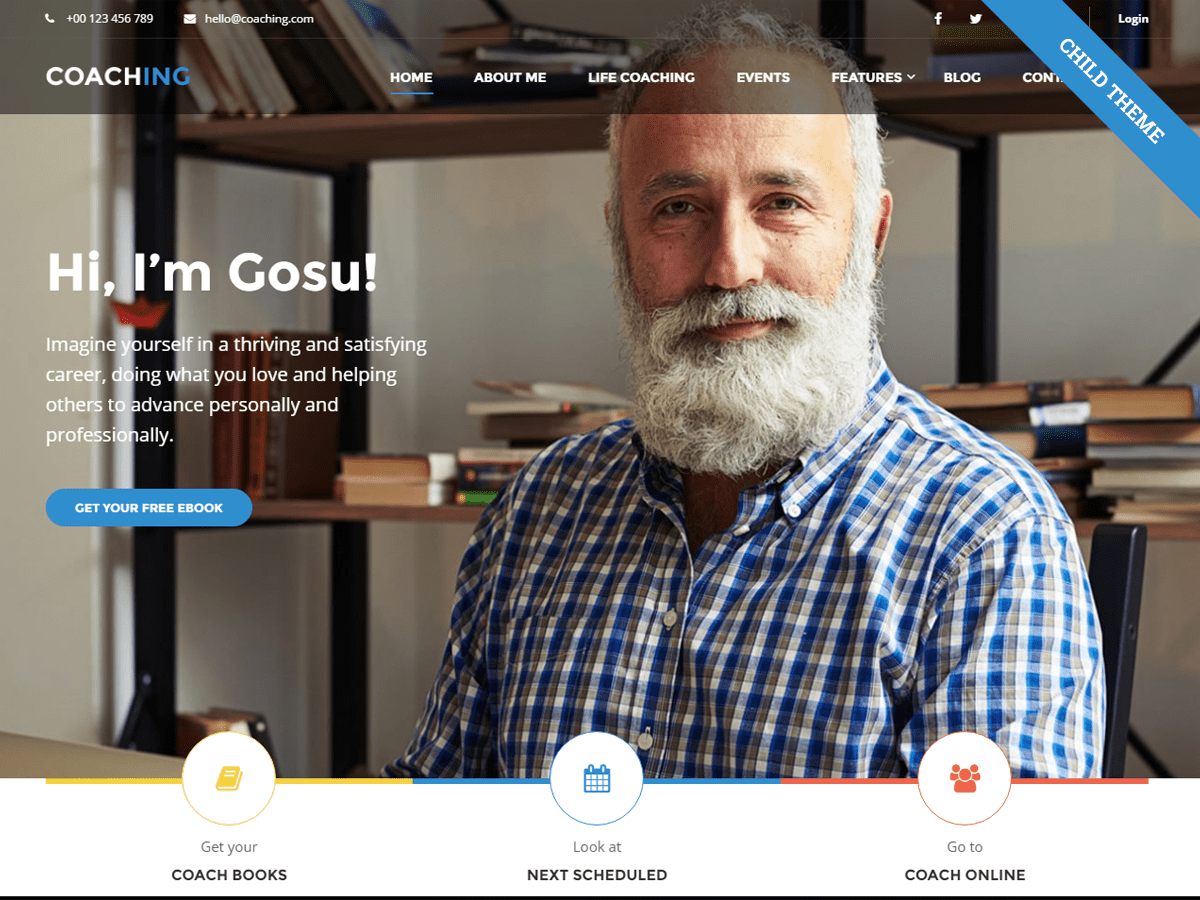 +00 123 456 789
hello@coaching.com
Login
COACHING
HOME
ABOUT ME
LIFE COACHING
EVENTS
FEATURES
BLOG
CONT
CHILD THEME
Hi, I’m Gosu!
Imagine yourself in a thriving and satisfying
career, doing what you love and helping
others to advance personally and
professionally.
GET YOUR FREE EBOOK
Get your
COACH BOOKS
Look at
NEXT SCHEDULED
Go to
COACH ONLINE